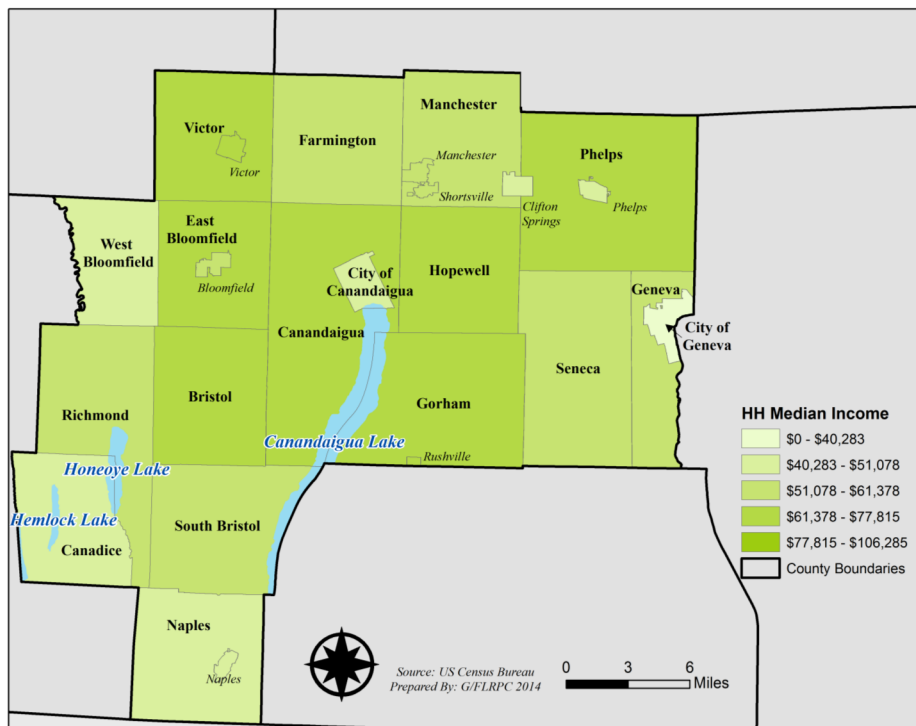 Manchester
Victor
Farmington
Manchester
Phelps
Victor
Shortsville
Clifton
Springs
Phelps
West
Bloomfield
East
Bloomfield
Bloomfield
City of
Canandaigua
Hopewell
Geneva
City of
Geneva
Canandaigua
Seneca
Bristol
Gorham
Richmond
Canandaigua Lake
Rushville
Honeoye Lake
Hemlock Lake
South Bristol
Canadice
Naples
Naples
HH Median Income
$0 - $40,283
$40,283 - $51,078
$51,078 - $61,378
$61,378 - $77,815
$77,815 - $106,285
County Boundaries
Source: US Census Bureau
Prepared By: G/FLRPC 2014
0 3 6
Miles